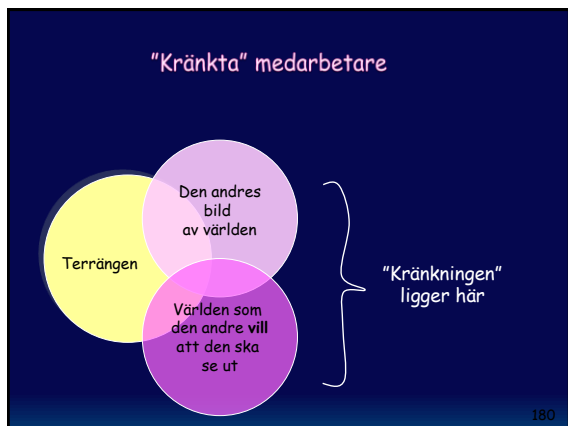 ”Kränkta” medarbetare
Den andres
bild
av världen
Terrängen
”Kränkningen”
ligger här
Världen som
den andre vill
att den ska
se ut
180